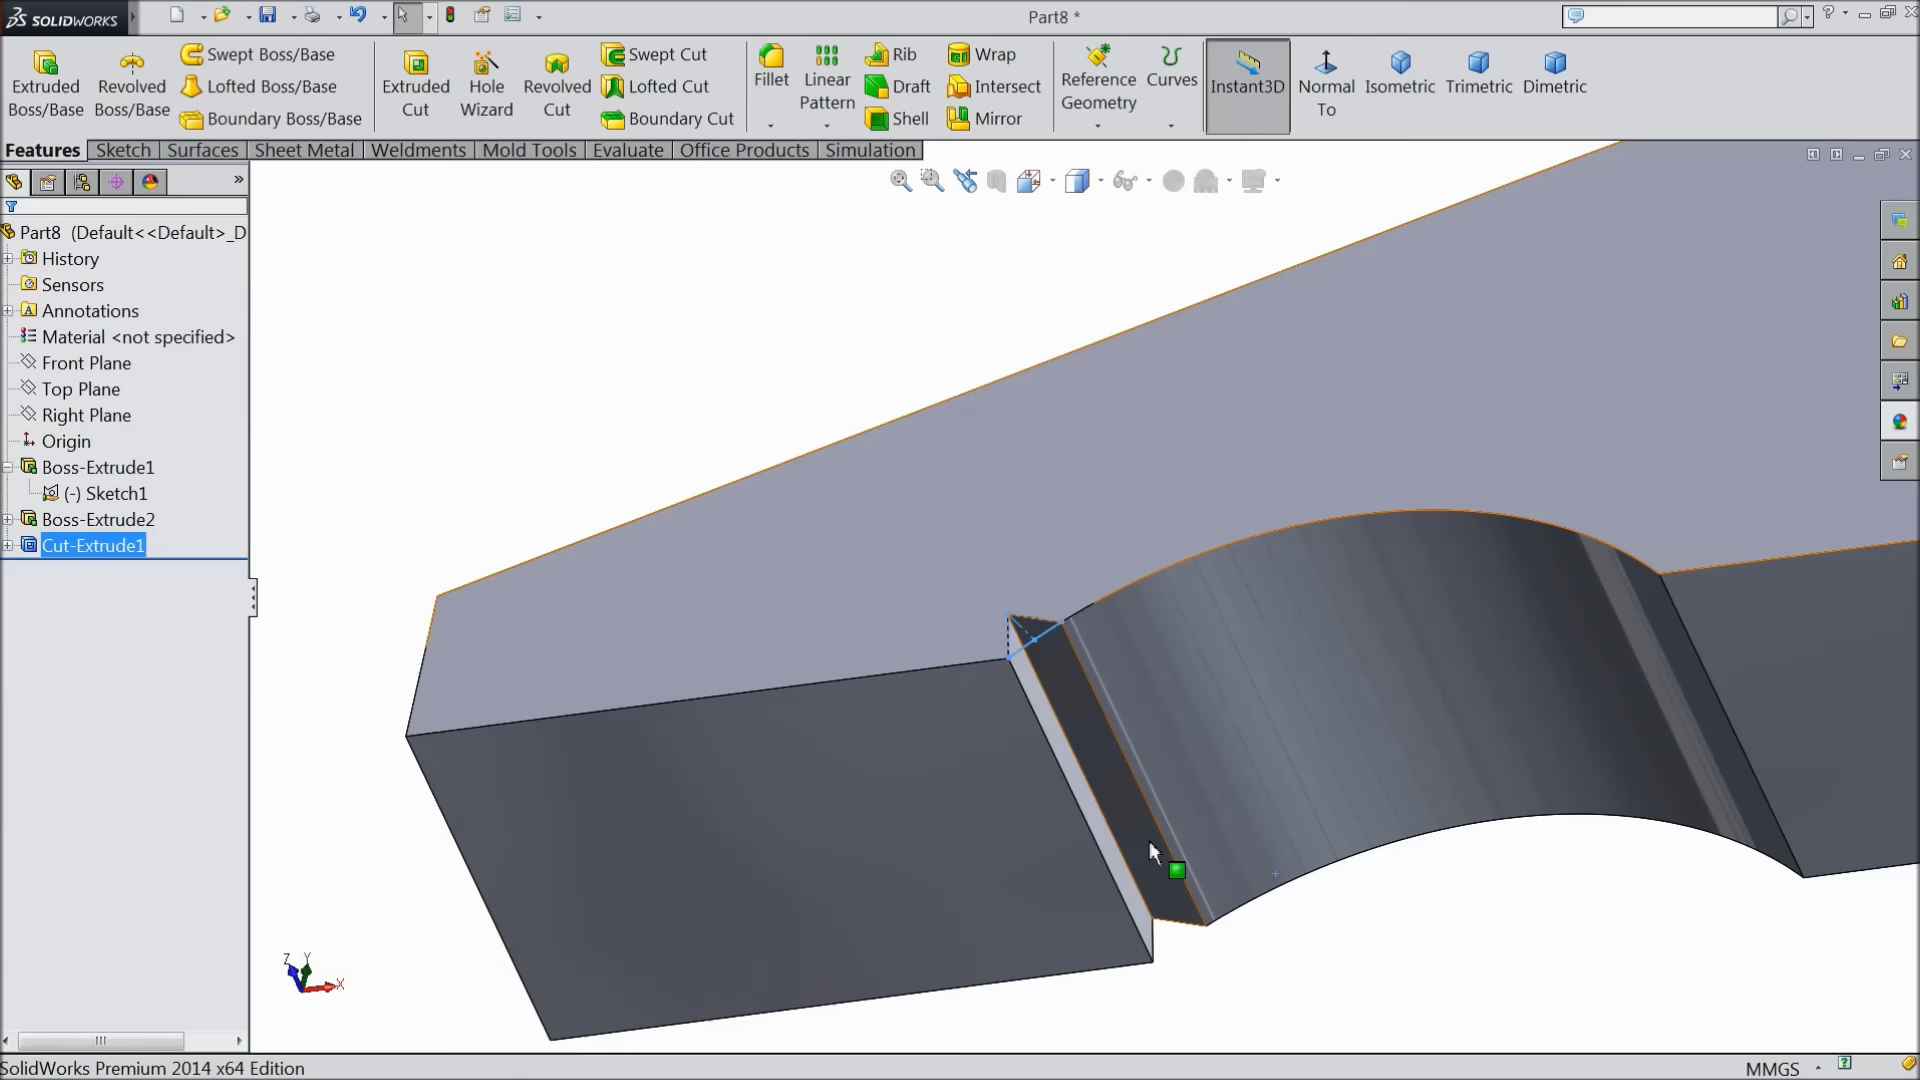 SOLIDWORKS
Part8 *
?
Extruded Boss/Base
Revolved Boss/Base
Swept Boss/Base
Lofted Boss/Base
Boundary Boss/Base
Extruded Cut
Hole Wizard
Revolved Cut
Swept Cut
Lofted Cut
Boundary Cut
Fillet
Linear Pattern
Rib
Draft
Shell
Wrap
Intersect
Mirror
Reference Geometry
Curves
Instant3D
Normal To
Isometric
Trimetric
Dimetric
Features
Sketch
Surfaces
Sheet Metal
Weldments
Mold Tools
Evaluate
Office Products
Simulation
»
Part8 (Default<<Default>_D
History
Sensors
A Annotations
Material <not specified>
Front Plane
Top Plane
Right Plane
Origin
Boss-Extrude1
(-) Sketch1
Boss-Extrude2
Cut-Extrude1
Z Y X
SolidWorks Premium 2014 x64 Edition
MMGS
?